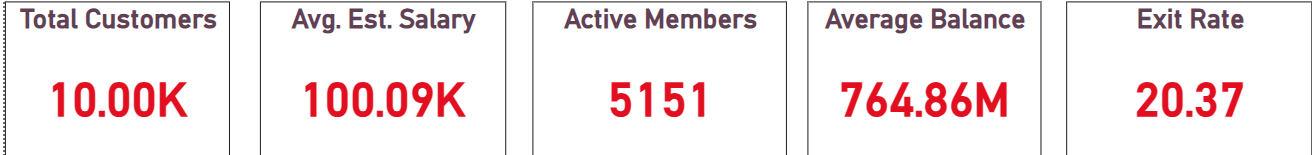 Total Customers
10.00K
Avg. Est. Salary
100.09K
Active Members
5151
Average Balance
764.86M
Exit Rate
20.37